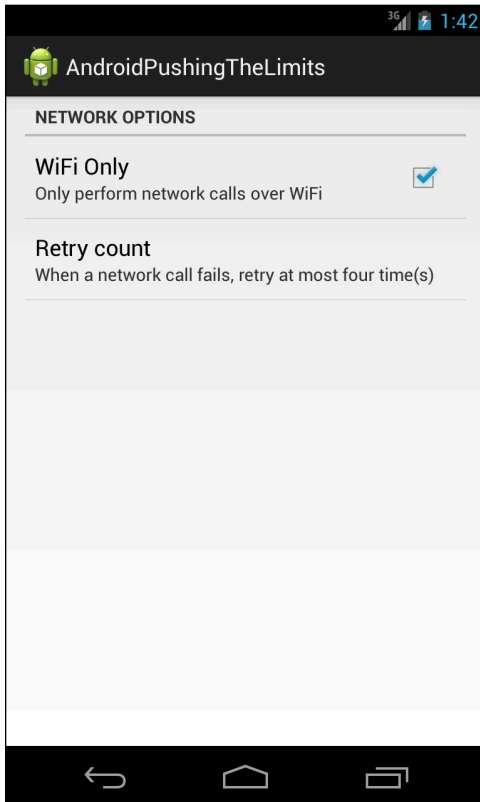 3G 1:42
AndroidPushingTheLimits
NETWORK OPTIONS
WiFi Only
Only perform network calls over WiFi
Retry count
When a network call fails, retry at most four time(s)